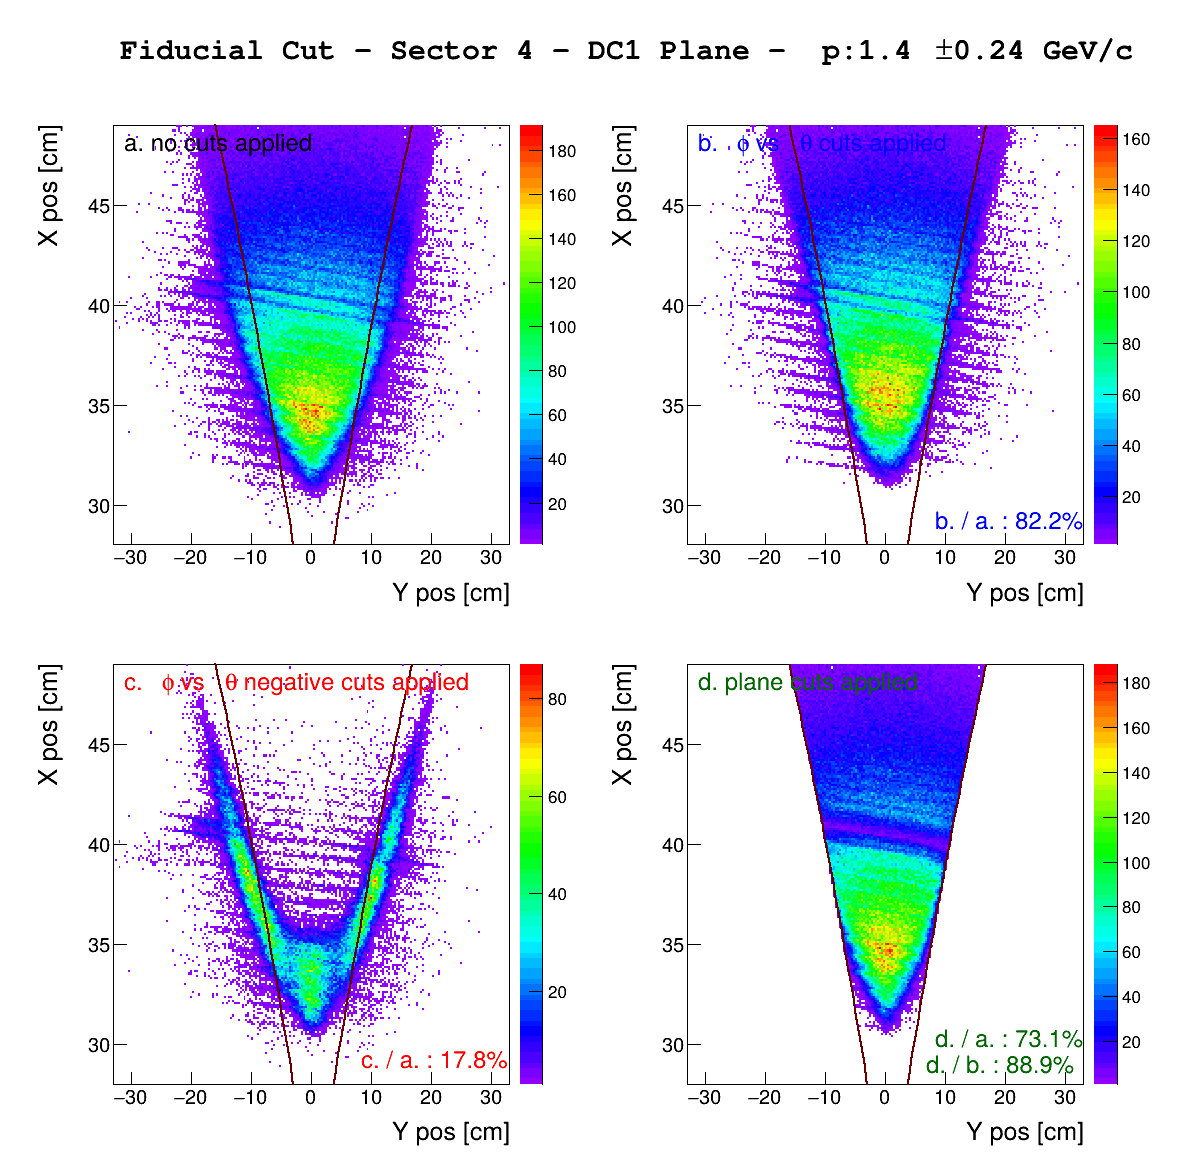 Fiducial Cut – Sector 4 – DC1 Plane – p:1.4 ±0.24 GeV/c
X pos [cm]
a. no cuts applied
45
40
35
30
−30 −20 −10 0 10 20 30
Y pos [cm]
180
160
140
120
100
80
60
40
20
X pos [cm]
b. ϕ vs θ cuts applied
45
40
35
30
b. / a. : 82.2%
−30 −20 −10 0 10 20 30
Y pos [cm]
160
140
120
100
80
60
40
20
X pos [cm]
c. ϕ vs θ negative cuts applied
45
40
35
30
c. / a. : 17.8%
−30 −20 −10 0 10 20 30
Y pos [cm]
80
60
40
20
X pos [cm]
d. plane cuts applied
45
40
35
30
d. / a. : 73.1%
d. / b. : 88.9%
−30 −20 −10 0 10 20 30
Y pos [cm]
180
160
140
120
100
80
60
40
20